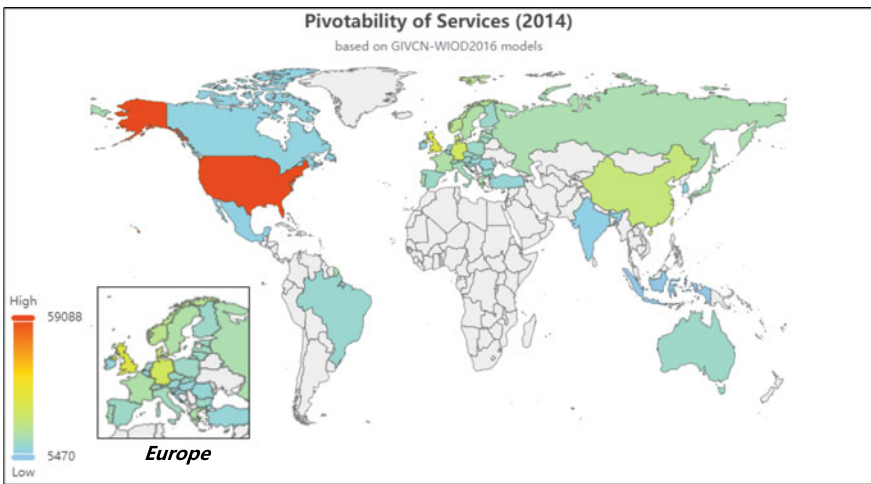 Pivotability of Services (2014)
based on GIVCN-WIOD2016 models
High
59088
5470
Low
Europe